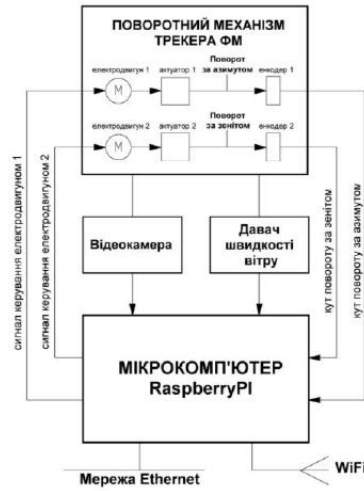 ПОВОРОТНИЙ МЕХАНІЗМ
ТРЕКЕРА ФМ
електродвигун 1
актуатор 1
Поворот
за азимутом
енкодер 1
М
електродвигун 2
актуатор 2
Поворот
за зенітом
енкодер 2
М
сигнал керування електродвигуном 1
сигнал керування електродвигуном 2
Відеокамера
Давач
швидкості
вітру
кут повороту за зенітом
кут повороту за азимутом
МІКРОКОМП'ЮТЕР
RaspberryPI
Мережа Ethernet
WiFi